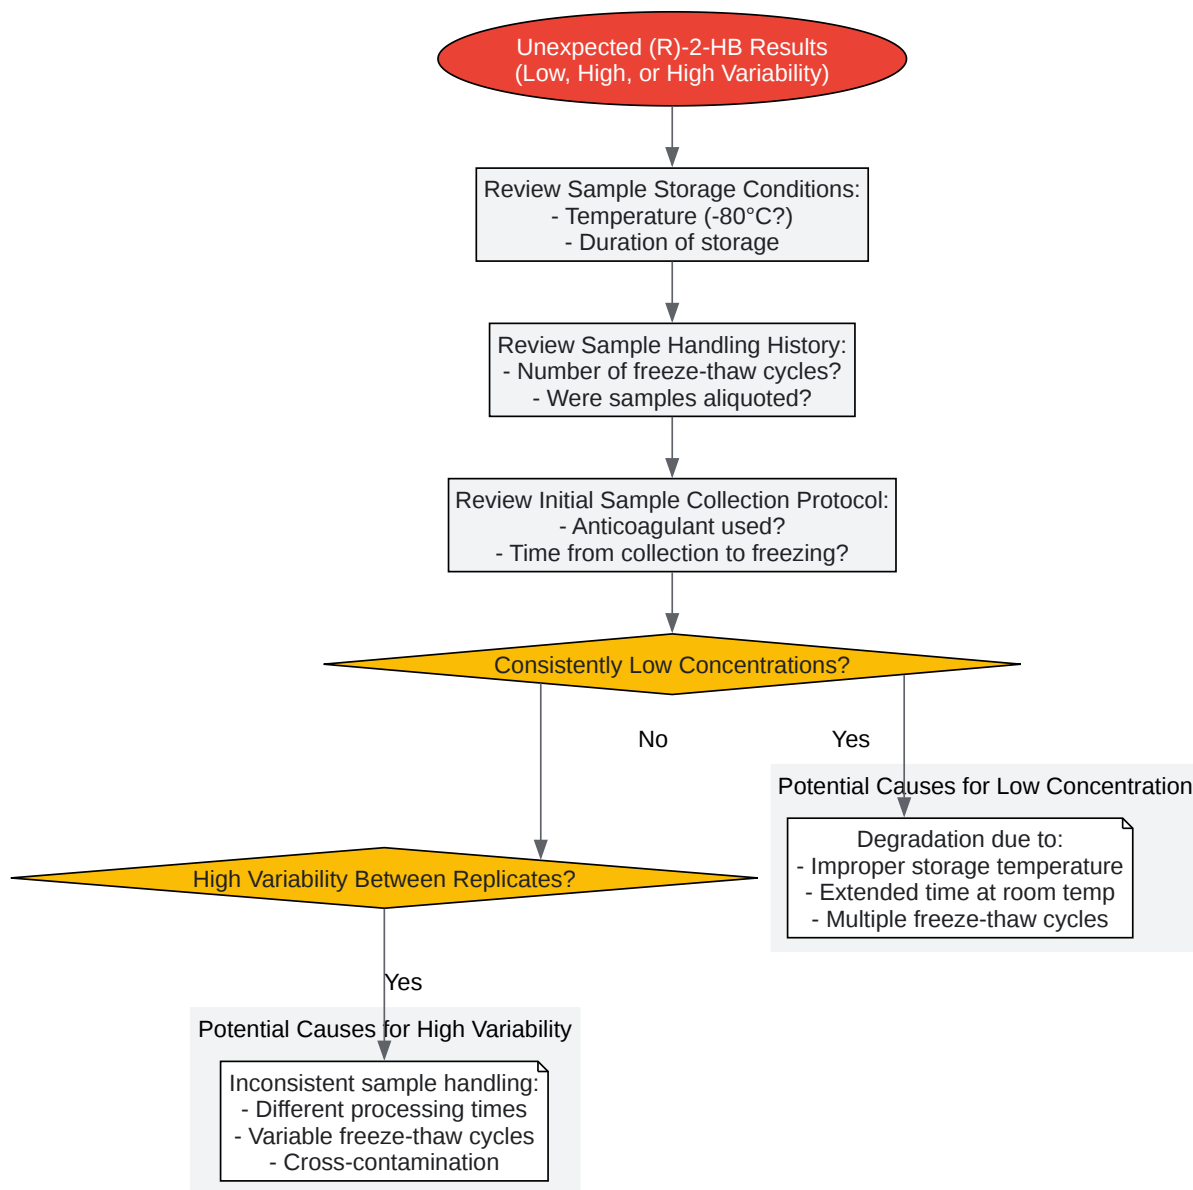 Unexpected (R)-2-HB Results
(Low, High, or High Variability)
Review Sample Storage Conditions:
- Temperature (-80°C?)
- Duration of storage
Review Sample Handling History:
- Number of freeze-thaw cycles?
- Were samples aliquoted?
Review Initial Sample Collection Protocol:
- Anticoagulant used?
- Time from collection to freezing?
Consistently Low Concentrations?
No
Yes
Potential Causes for Low Concentration
Degradation due to:
- Improper storage temperature
- Extended time at room temp
- Multiple freeze-thaw cycles
High Variability Between Replicates?
Yes
Potential Causes for High Variability
Inconsistent sample handling:
- Different processing times
- Variable freeze-thaw cycles
- Cross-contamination